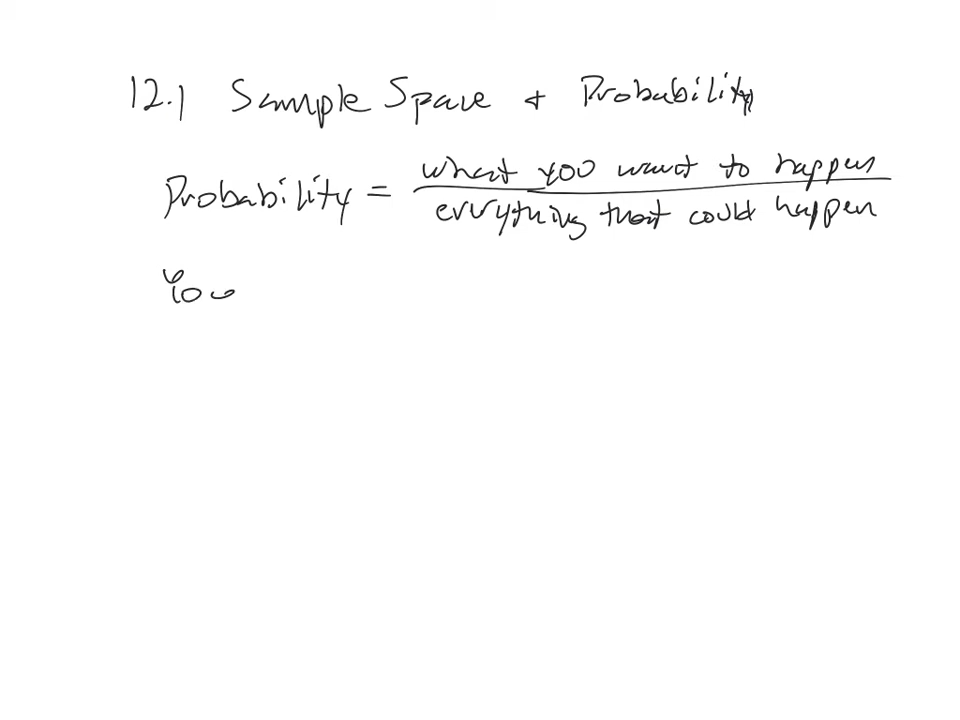 12.1 Sample Space + Probability
Probability = what you want to happen
everything that could happen
You